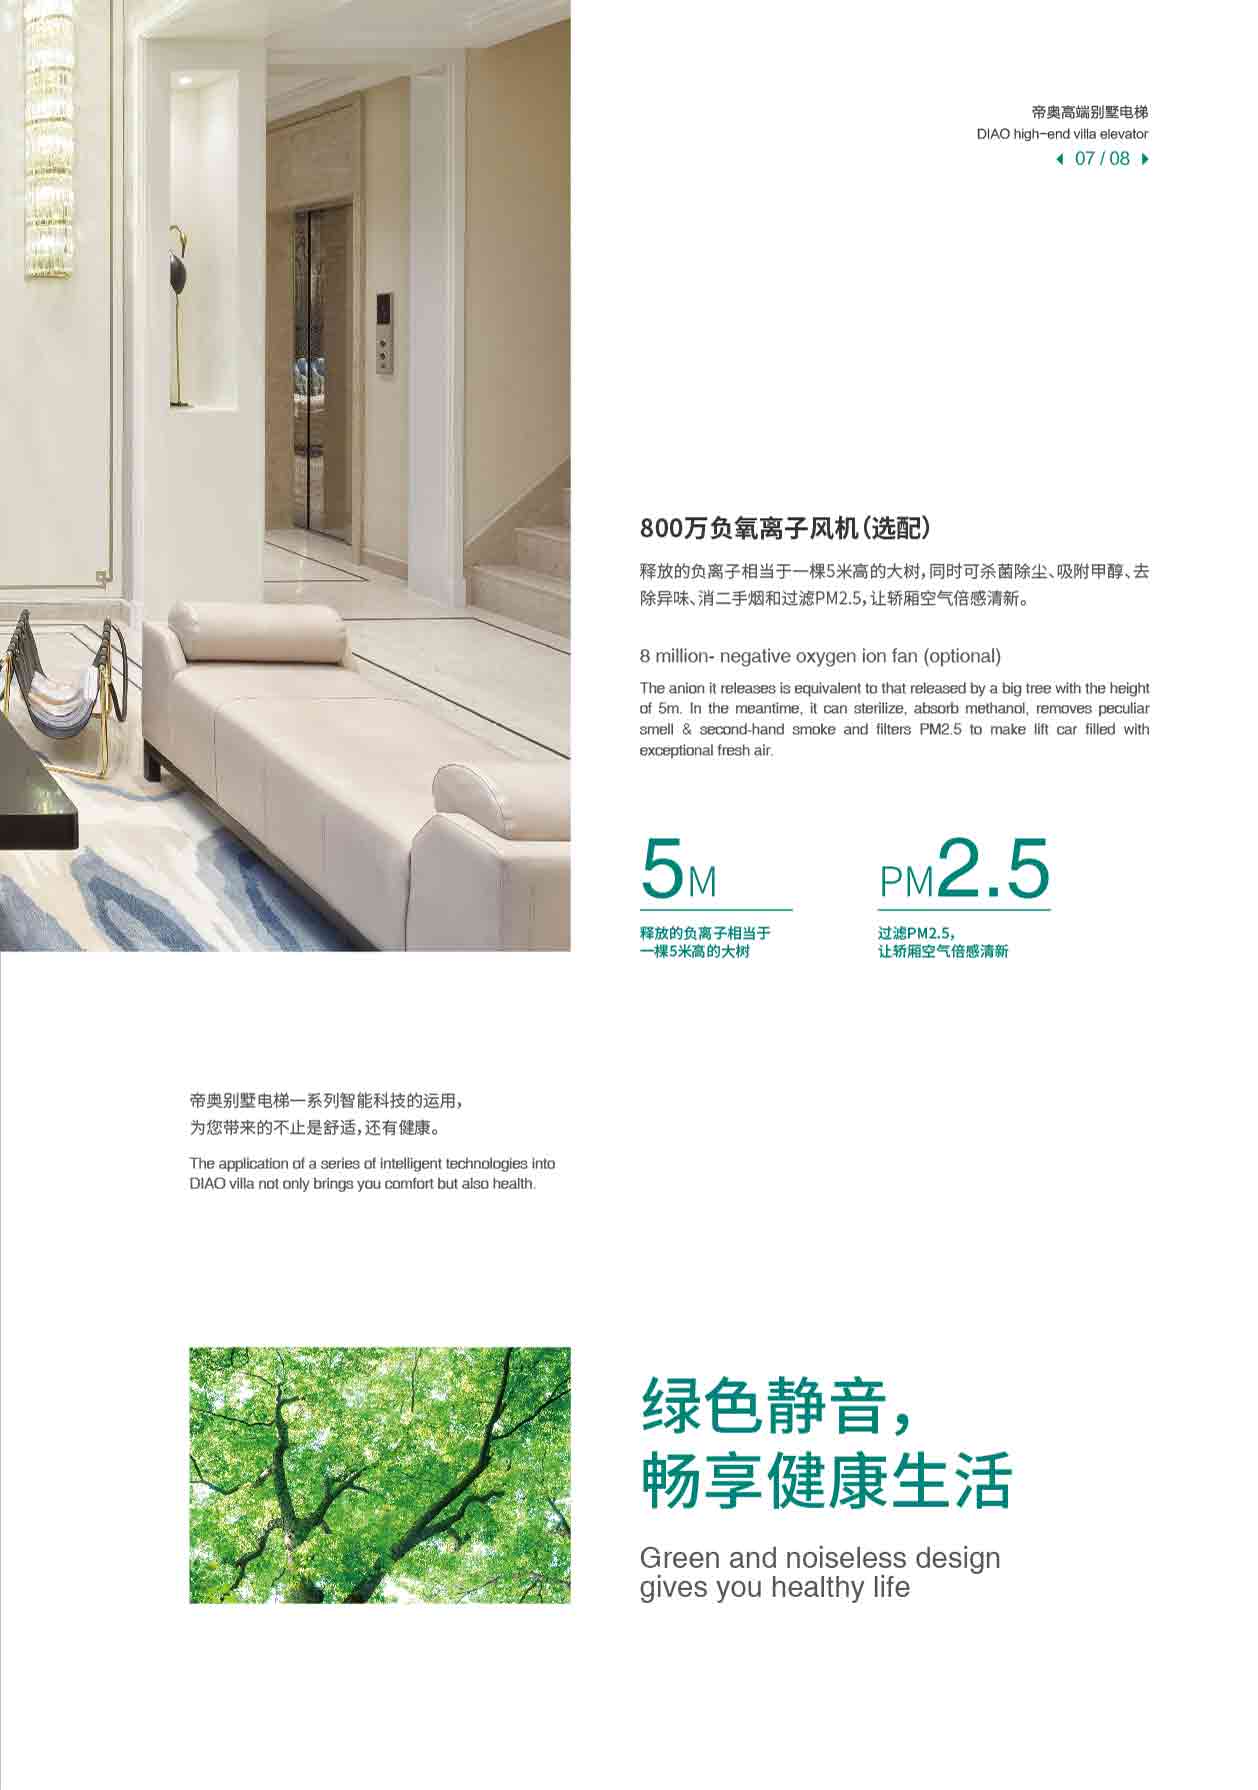 帝奥高端别墅电梯
DIAO high-end villa elevator
07 / 08
800万负氧离子风机（选配）
释放的负离子相当于一棵5米高的大树，同时可杀菌除尘、吸附甲醇、去
除异味、消二手烟和过滤PM2.5，让轿厢空气倍感清新。
8 million- negative oxygen ion fan (optional)
The anion it releases is equivalent to that released by a big tree with the height
of 5m. In the meantime, it can sterilize, absorb methanol, removes peculiar
smell & second-hand smoke and filters PM2.5 to make lift car filled with
exceptional fresh air.
5M
释放的负离子相当于
一棵5米高的大树
PM2.5
过滤PM2.5，
让轿厢空气倍感清新
帝奥别墅电梯一系列智能科技的运用，
为您带来的不止是舒适，还有健康。
The application of a series of intelligent technologies into
DIAO villa not only brings you comfort but also health.
绿色静音，
畅享健康生活
Green and noiseless design
gives you healthy life